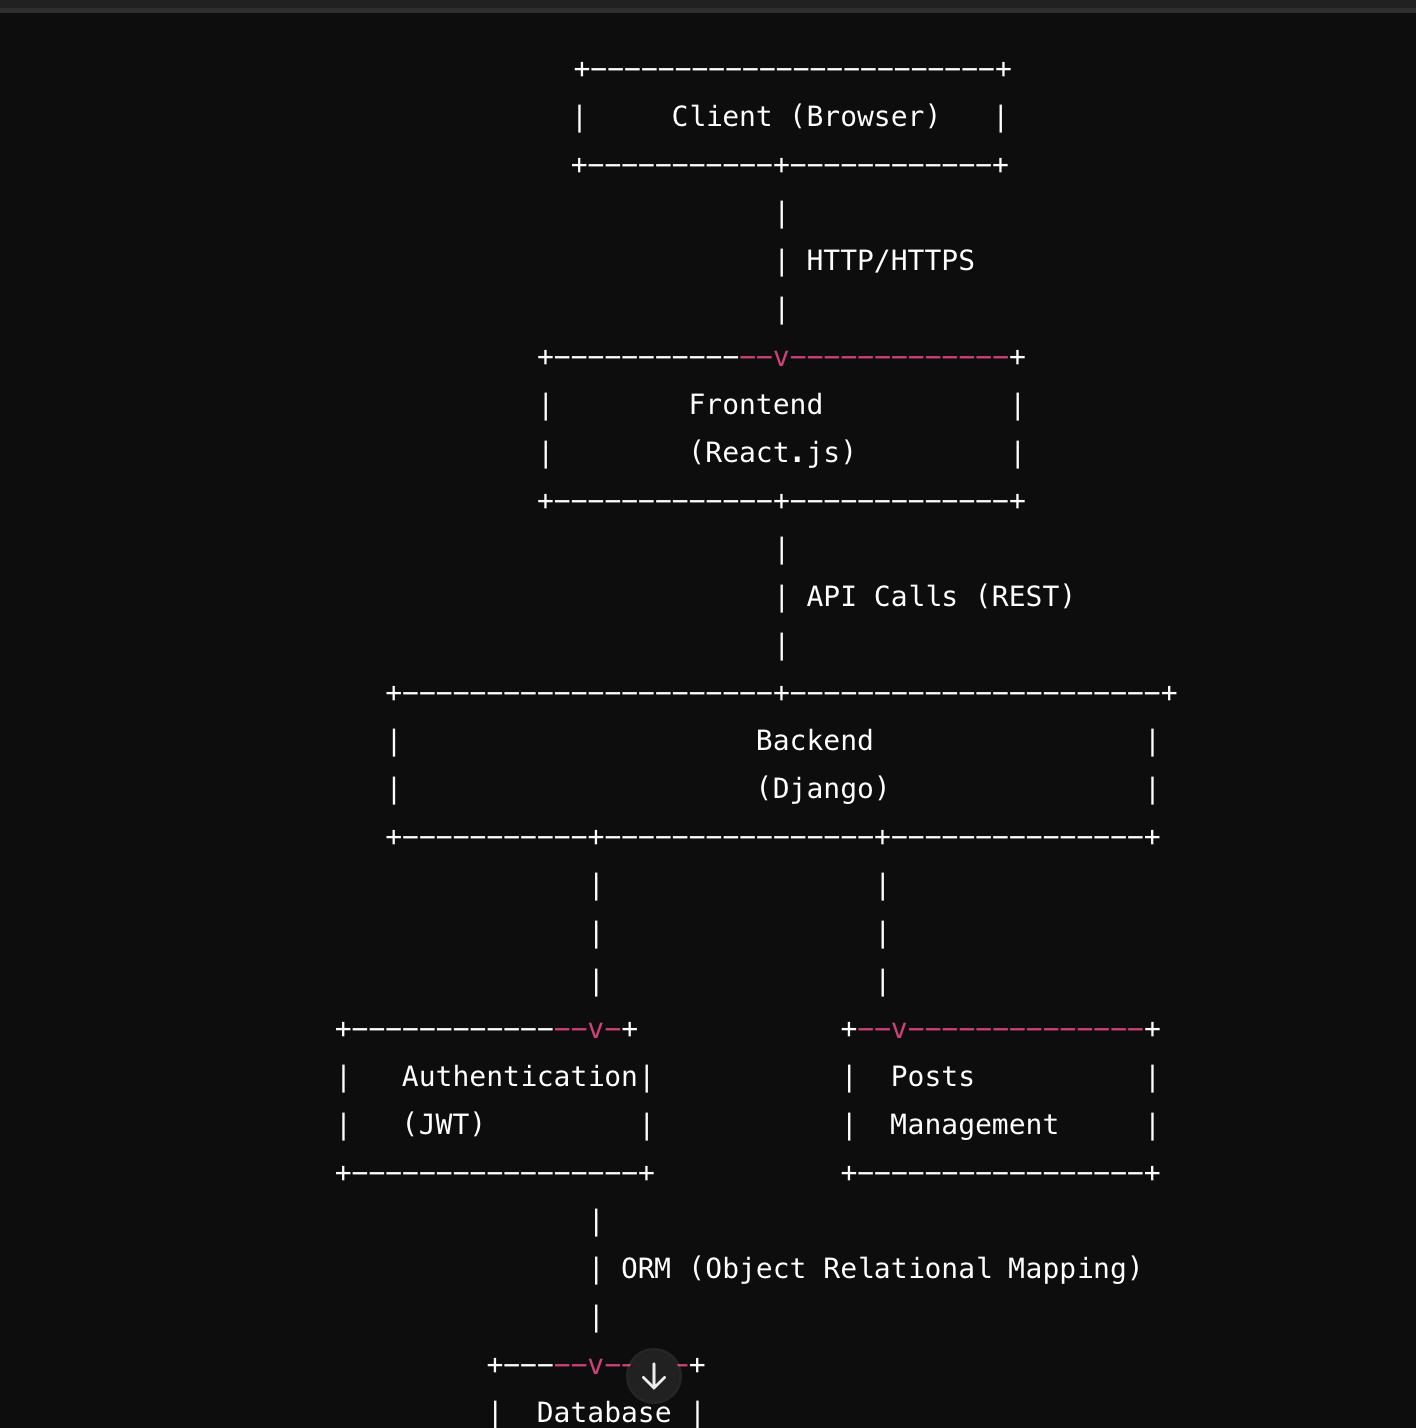 +------------------------+
|     Client (Browser)   |
+-----------+------------+
|
| HTTP/HTTPS
|
+-------------v-------------+
|        Frontend           |
|        (React.js)         |
+-------------+-------------+
|
| API Calls (REST)
|
+----------------------+----------------------+
|                     Backend                |
|                     (Django)               |
+-----------+----------------+---------------+
|                |
|                |
|                |
+--------------v-+            +--v--------------+
|   Authentication|           |  Posts          |
|   (JWT)         |           |  Management     |
+-----------------+           +-----------------+
|
| ORM (Object Relational Mapping)
|
+-----v-----+
|  Database |